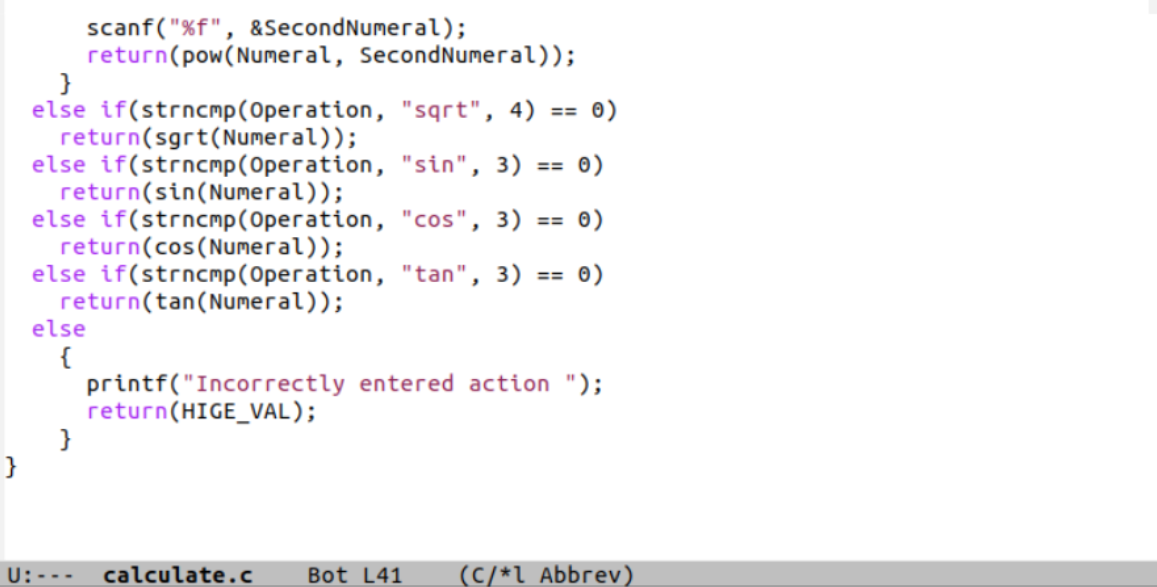 scanf("%f", &SecondNumeral);
return(pow(Numeral, SecondNumeral));
}
else if(strncmp(Operation, "sqrt", 4) == 0)
return(sgrt(Numeral));
else if(strncmp(Operation, "sin", 3) == 0)
return(sin(Numeral));
else if(strncmp(Operation, "cos", 3) == 0)
return(cos(Numeral));
else if(strncmp(Operation, "tan", 3) == 0)
return(tan(Numeral));
else
{
printf("Incorrectly entered action ");
return(HIGE_VAL);
}
}
U:--- calculate.c Bot L41 (C/*l Abbrev)